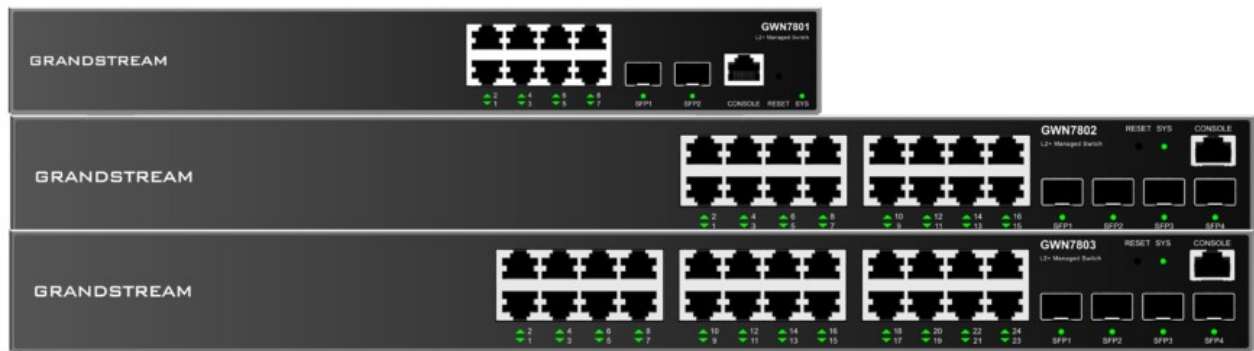 GWN7801
L2+ Managed Switch
GRANDSTREAM
2 4 6 8
1 3 5 7
SFP1 SFP2 CONSOLE RESET SYS
GWN7802 RESET SYS CONSOLE
L2+ Managed Switch
GRANDSTREAM
2 4 6 8 10 12 14 16
1 3 5 7 9 11 13 15
SFP1 SFP2 SFP3 SFP4
GWN7803 RESET SYS CONSOLE
L2+ Managed Switch
GRANDSTREAM
2 4 6 8 10 12 14 16 18 20 22 24
1 3 5 7 9 11 13 15 17 19 21 23
SFP1 SFP2 SFP3 SFP4